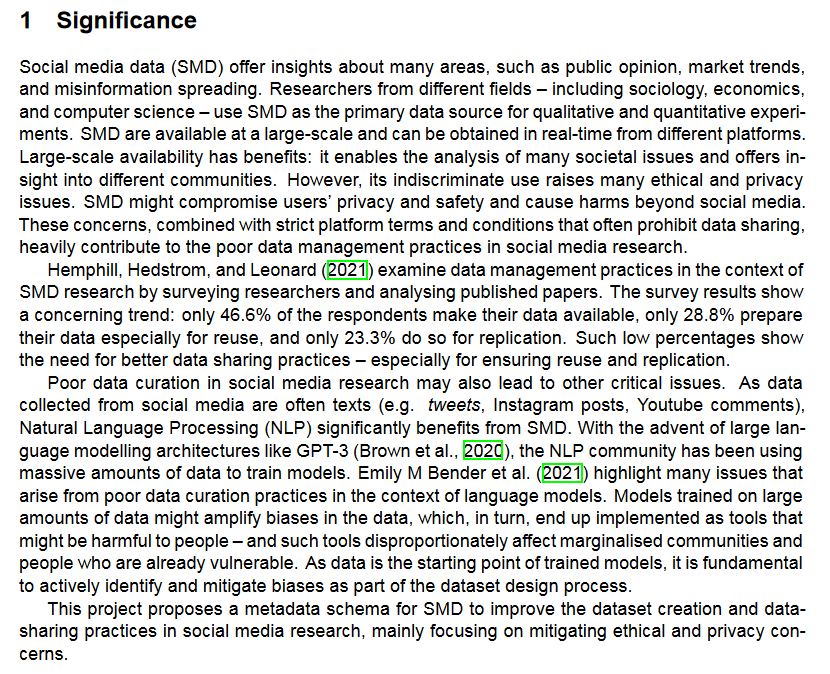 1 Significance
Social media data (SMD) offer insights about many areas, such as public opinion, market trends,
and misinformation spreading. Researchers from different fields – including sociology, economics,
and computer science – use SMD as the primary data source for qualitative and quantitative experi-
ments. SMD are available at a large-scale and can be obtained in real-time from different platforms.
Large-scale availability has benefits: it enables the analysis of many societal issues and offers in-
sight into different communities. However, its indiscriminate use raises many ethical and privacy
issues. SMD might compromise users' privacy and safety and cause harms beyond social media.
These concerns, combined with strict platform terms and conditions that often prohibit data sharing,
heavily contribute to the poor data management practices in social media research.
Hemphill, Hedstrom, and Leonard (2021) examine data management practices in the context of
SMD research by surveying researchers and analysing published papers. The survey results show
a concerning trend: only 46.6% of the respondents make their data available, only 28.8% prepare
their data especially for reuse, and only 23.3% do so for replication. Such low percentages show
the need for better data sharing practices – especially for ensuring reuse and replication.
Poor data curation in social media research may also lead to other critical issues. As data
collected from social media are often texts (e.g. tweets, Instagram posts, Youtube comments),
Natural Language Processing (NLP) significantly benefits from SMD. With the advent of large lan-
guage modelling architectures like GPT-3 (Brown et al., 2020), the NLP community has been using
massive amounts of data to train models. Emily M Bender et al. (2021) highlight many issues that
arise from poor data curation practices in the context of language models. Models trained on large
amounts of data might amplify biases in the data, which, in turn, end up implemented as tools that
might be harmful to people – and such tools disproportionately affect marginalised communities and
people who are already vulnerable. As data is the starting point of trained models, it is fundamental
to actively identify and mitigate biases as part of the dataset design process.
This project proposes a metadata schema for SMD to improve the dataset creation and data-
sharing practices in social media research, mainly focusing on mitigating ethical and privacy con-
cerns.